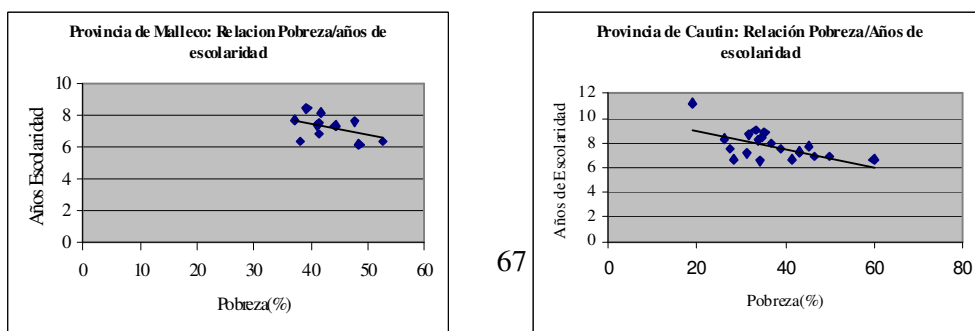 Provincia de Malleco: Relacion Pobreza/años de
escolaridad
Años Escolaridad
10
8
6
4
2
0
0 10 20 30 40 50 60
Pobreza(%)
67
Provincia de Cautin: Relación Pobreza/Años de
escolaridad
Años de Escolaridad
12
10
8
6
4
2
0
0 20 40 60 80
Pobreza(%)